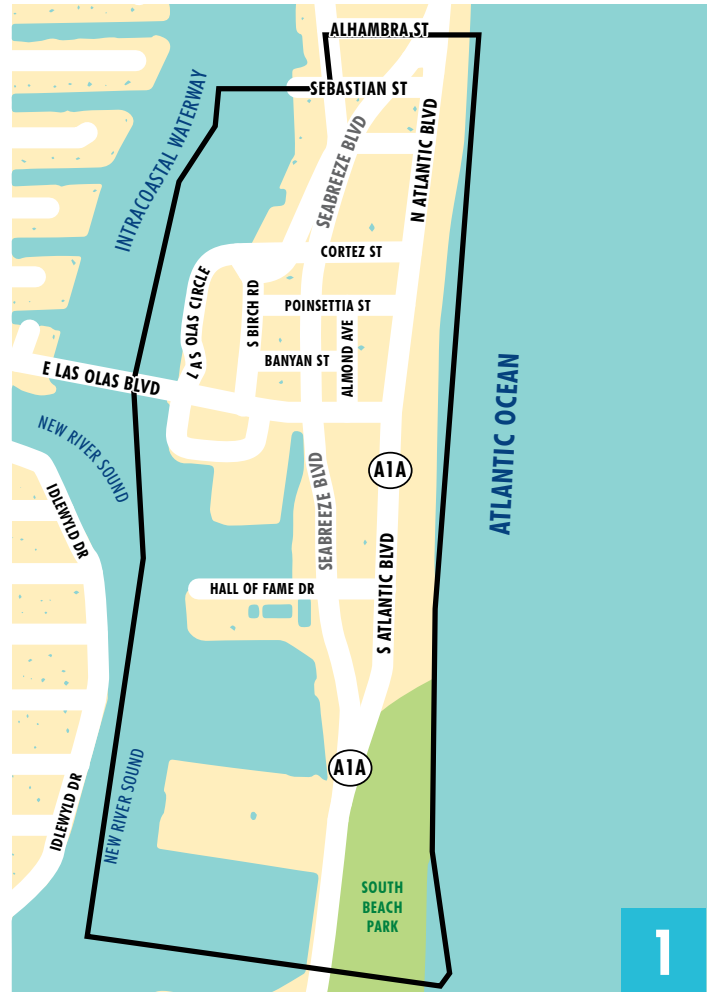 ALHAMBRA ST
SEBASTIAN ST
INTRACOASTAL WATERWAY
SEABREEZE BLVD
N ATLANTIC BLVD
CORTEZ ST
LAS OLAS CIRCLE
S BIRCH RD
POINSETTIA ST
ALMOND AVE
BANYAN ST
E LAS OLAS BLVD
NEW RIVER SOUND
ATLANTIC OCEAN
A1A
SEABREEZE BLVD
IDLEWYLD DR
S ATLANTIC BLVD
HALL OF FAME DR
A1A
NEW RIVER SOUND
IDLEWYLD DR
SOUTH
BEACH
PARK
1